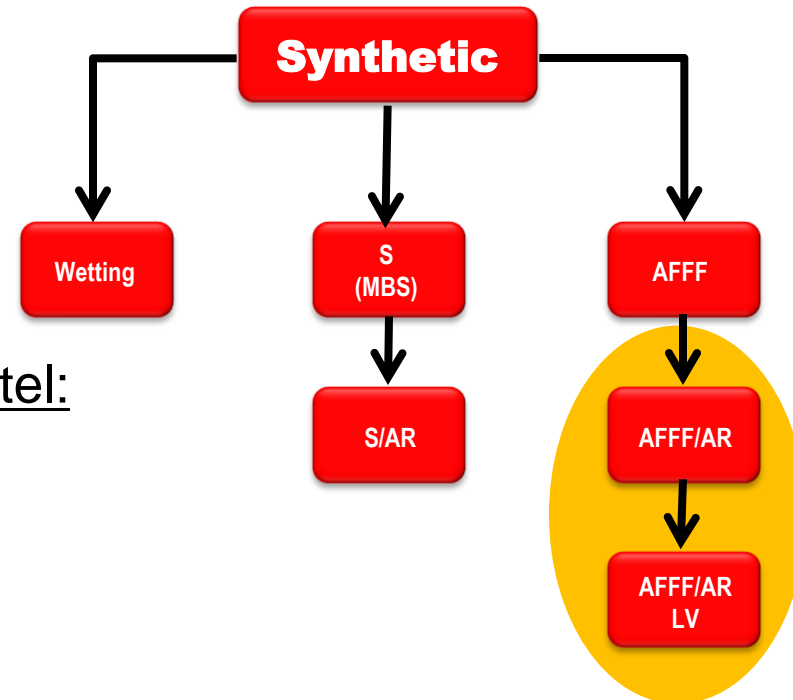 Synthetic
Wetting
S
(MBS)
AFFF
tel:
S/AR
AFFF/AR
AFFF/AR
LV